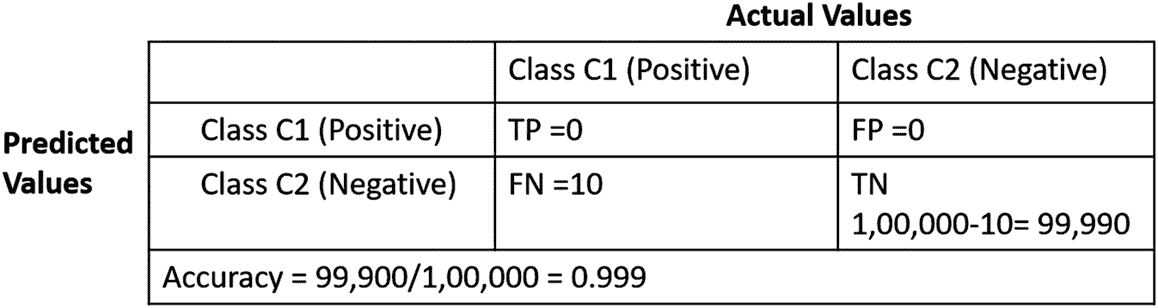 Actual Values
Class C1 (Positive)
Class C2 (Negative)
Predicted
Values
Class C1 (Positive)
TP =0
FP =0
Class C2 (Negative)
FN =10
TN
1,00,000-10= 99,990
Accuracy = 99,900/1,00,000 = 0.999